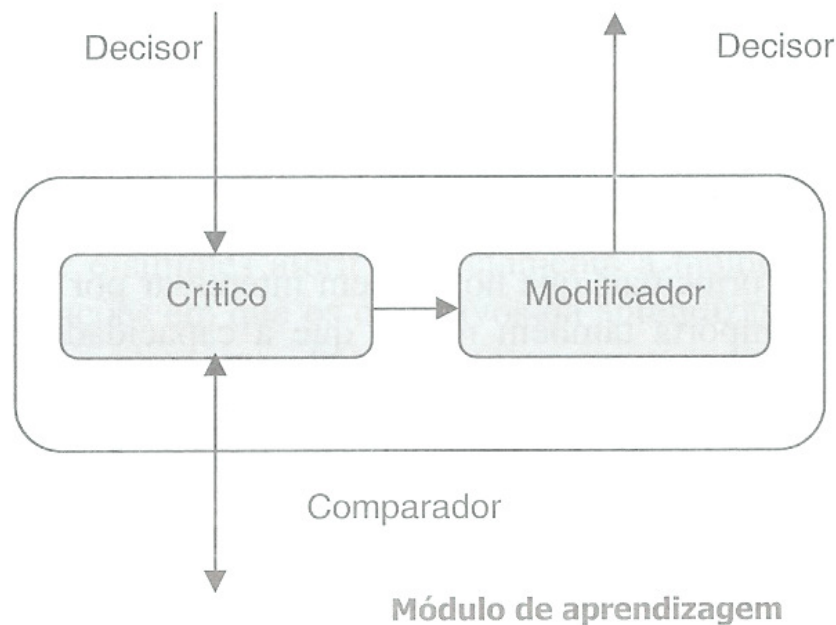 Decisor
Decisor
Crítico
Modificador
Comparador
Módulo de aprendizagem